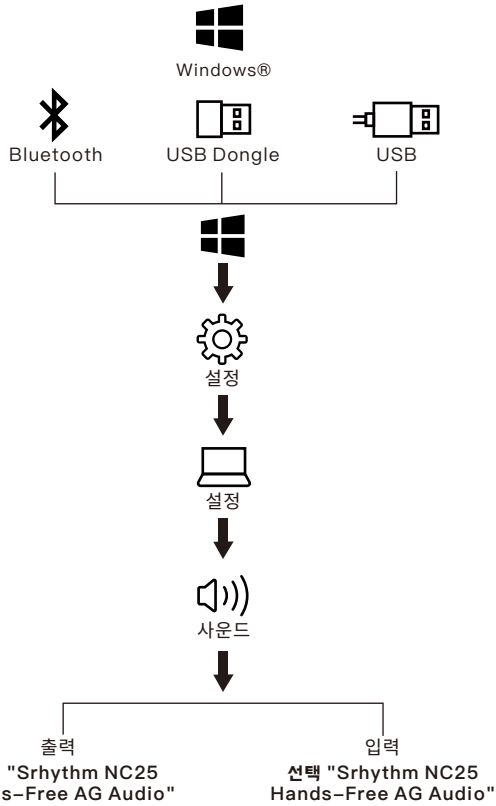 Windows®
Bluetooth
USB Dongle
USB
설정
설정
사운드
출력
"Srhythm NC25
s-Free AG Audio"
입력
선택 "Srhythm NC25
Hands-Free AG Audio"